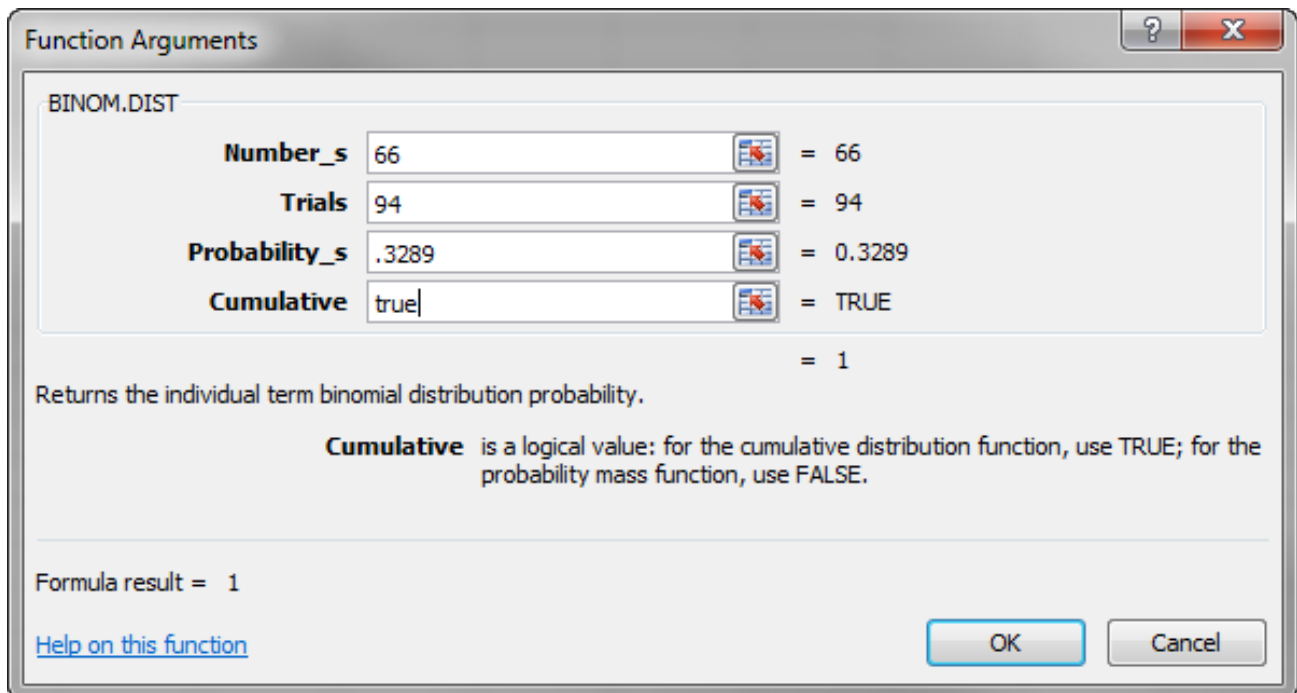 Function Arguments
BINOM.DIST
Number_s 66 = 66
Trials 94 = 94
Probability_s .3289 = 0.3289
Cumulative true = TRUE
= 1
Returns the individual term binomial distribution probability.
Cumulative is a logical value: for the cumulative distribution function, use TRUE; for the
probability mass function, use FALSE.
Formula result = 1
Help on this function OK Cancel